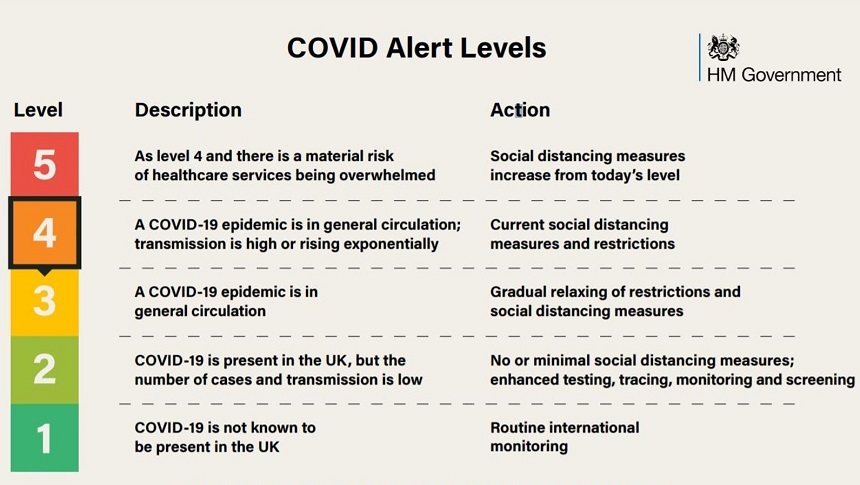 COVID Alert Levels
HM Government
Level
Description
Action
5
As level 4 and there is a material risk
of healthcare services being overwhelmed
Social distancing measures
increase from today's level
4
A COVID-19 epidemic is in general circulation;
transmission is high or rising exponentially
Current social distancing
measures and restrictions
3
A COVID-19 epidemic is in
general circulation
Gradual relaxing of restrictions and
social distancing measures
2
COVID-19 is present in the UK, but the
number of cases and transmission is low
No or minimal social distancing measures;
enhanced testing, tracing, monitoring and screening
1
COVID-19 is not known to
be present in the UK
Routine international
monitoring